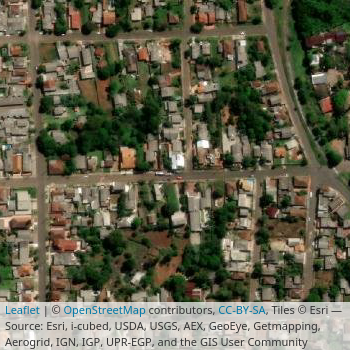 Leaflet | © OpenStreetMap contributors, CC-BY-SA, Tiles © Esri —
Source: Esri, i-cubed, USDA, USGS, AEX, GeoEye, Getmapping,
Aerogrid, IGN, IGP, UPR-EGP, and the GIS User Community